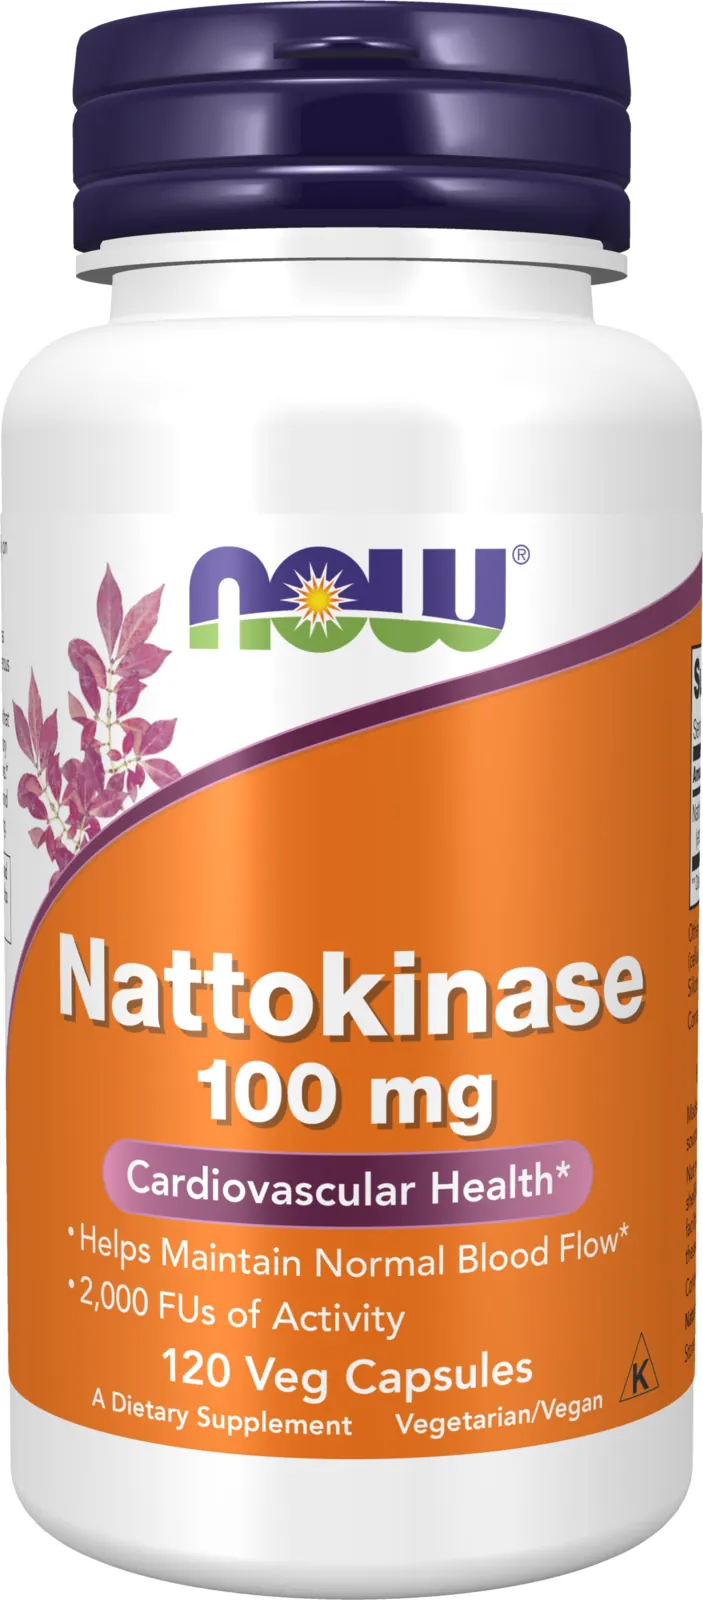 NOW®
Nattokinase
100 mg
Cardiovascular Health*
• Helps Maintain Normal Blood Flow*
• 2,000 FUs of Activity
120 Veg Capsules
A Dietary Supplement Vegetarian/Vegan
K